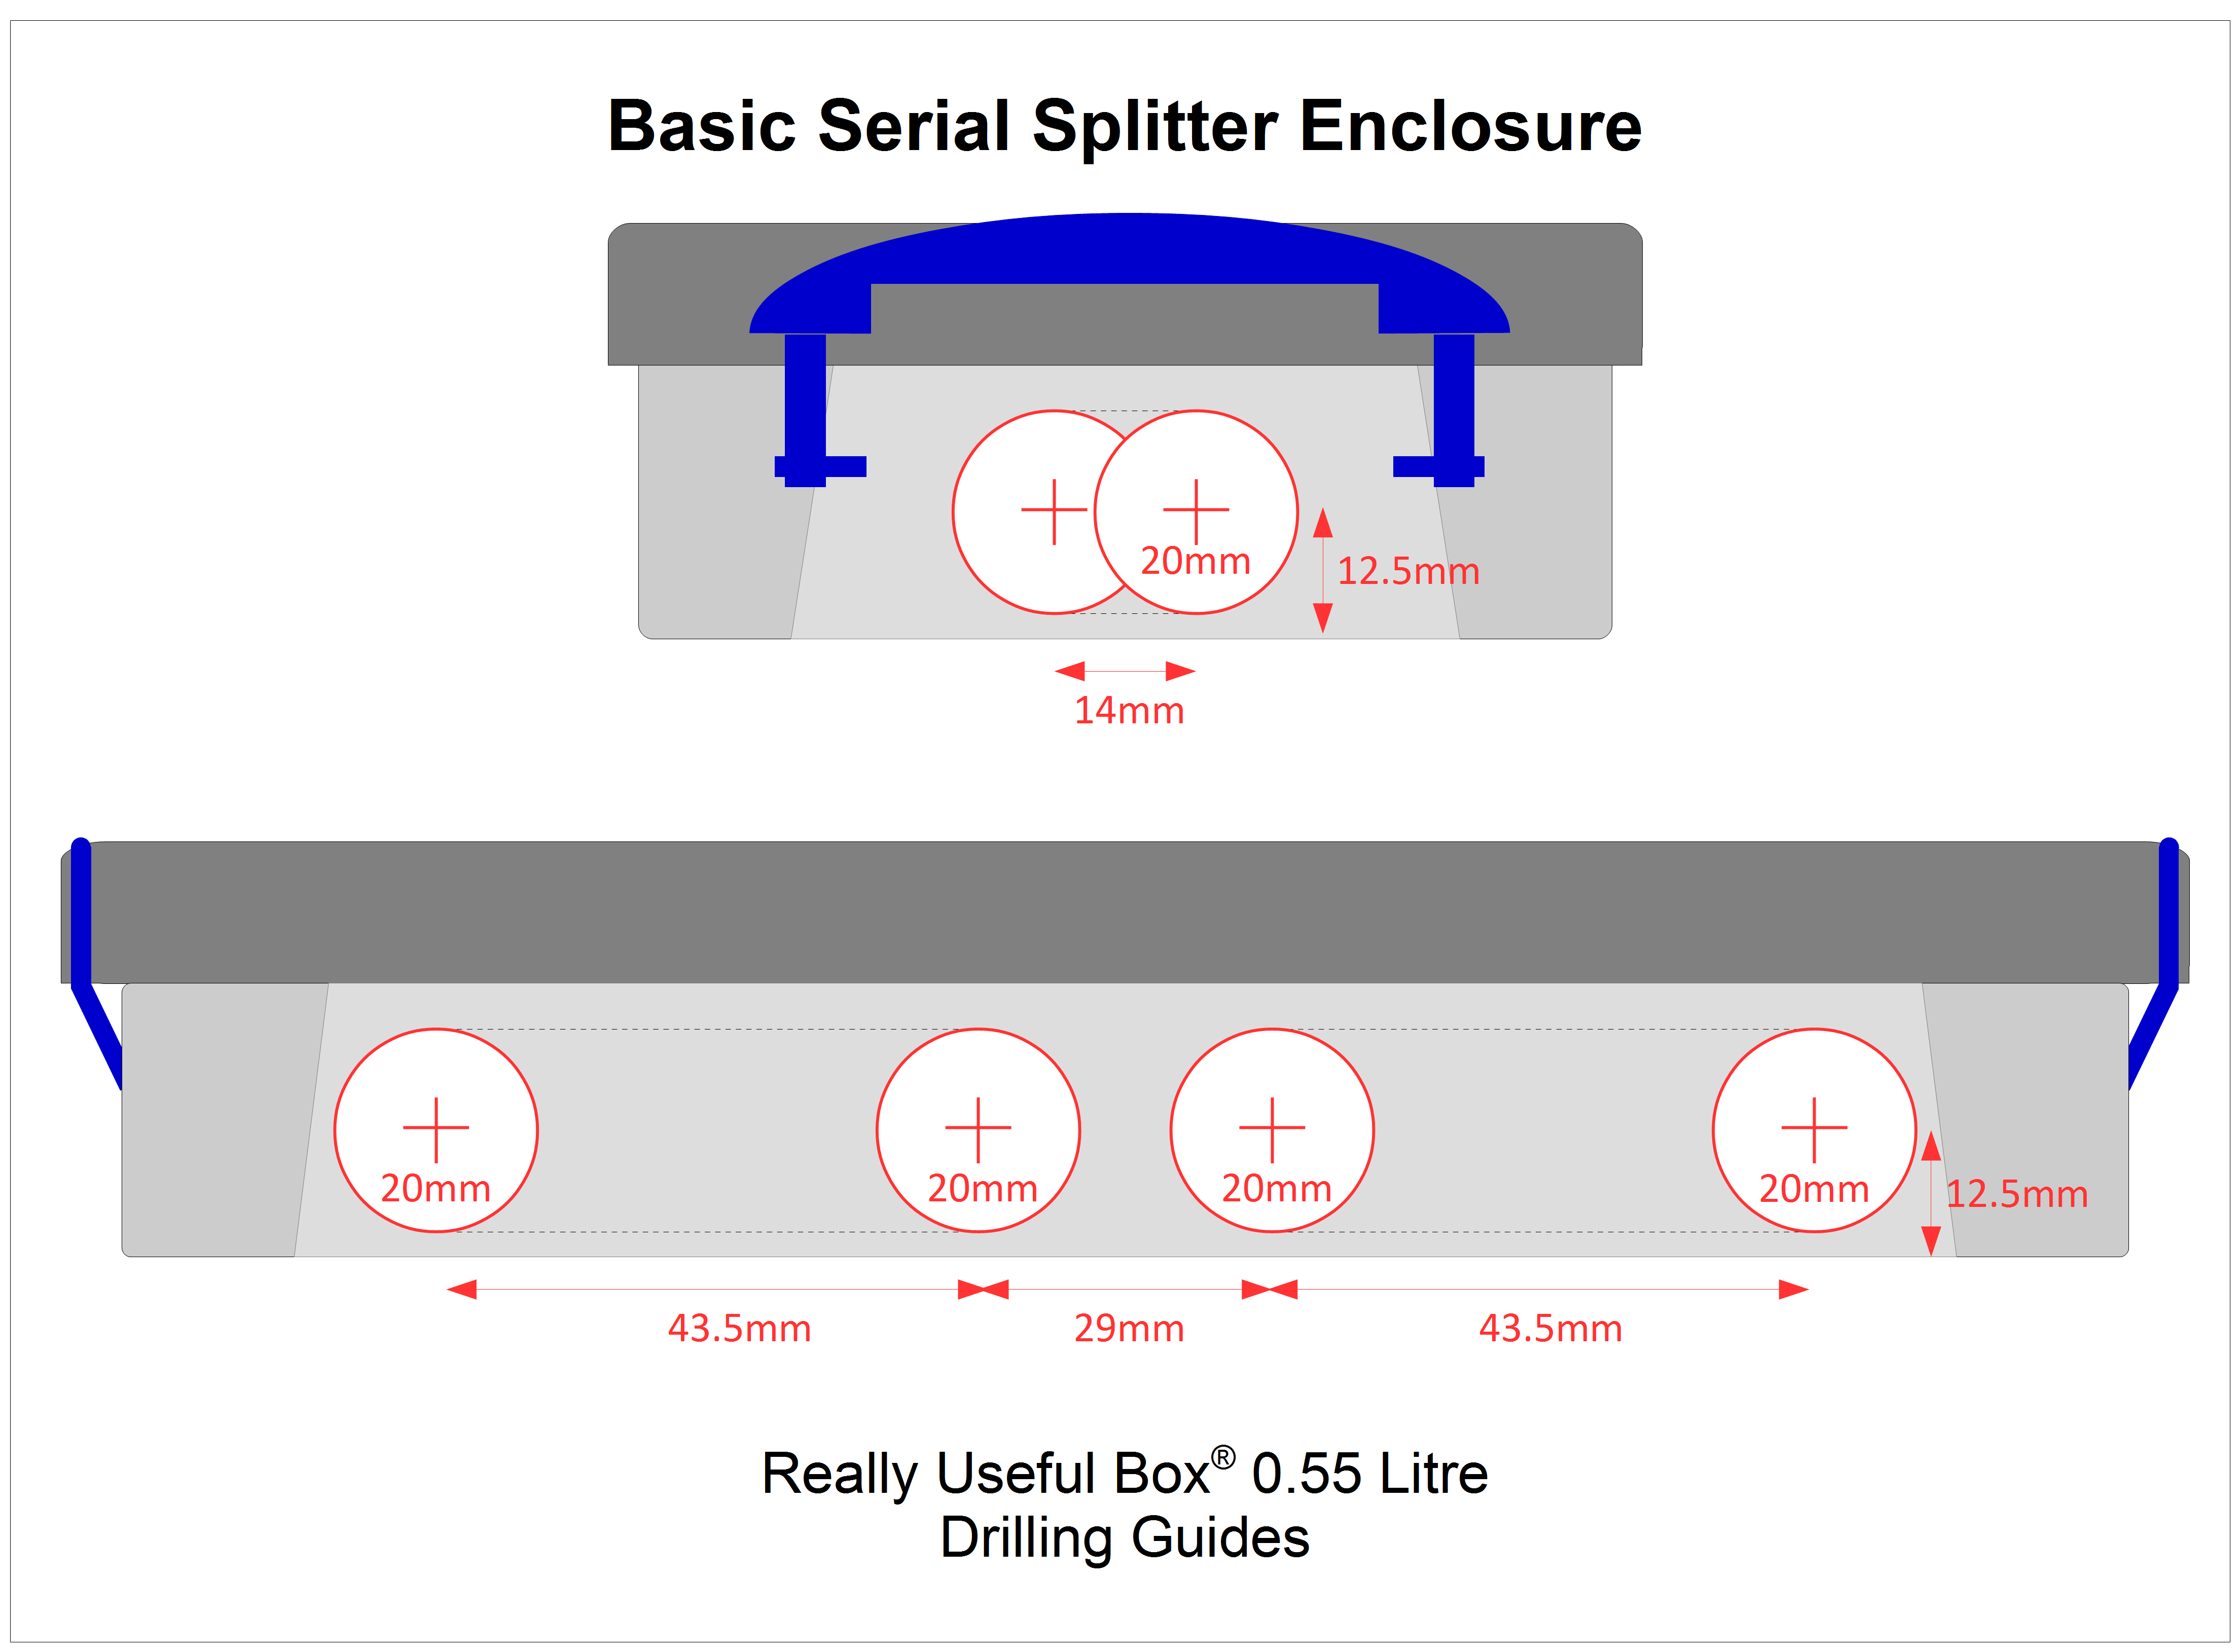 Basic Serial Splitter Enclosure
20mm
12.5mm
14mm
20mm
20mm
20mm
20mm
12.5mm
43.5mm
29mm
43.5mm
Really Useful Box® 0.55 Litre
Drilling Guides